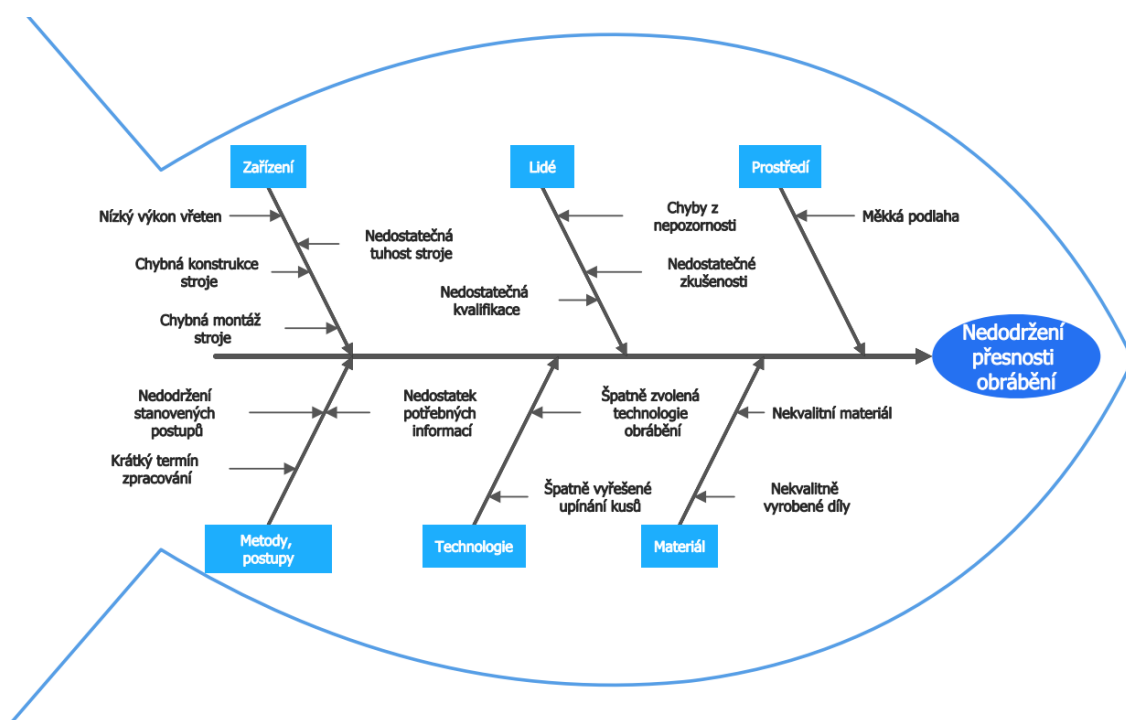 Zařízení
Lidé
Prostředí
Nízký výkon vřeten
Nedostatečná
tuhost stroje
Chybná konstrukce
stroje
Chybná montáž
stroje
Chyby z
nepozornosti
Nedostatečné
zkušenosti
Nedostatečná
kvalifikace
Měkká podlaha
Nedodržení
přesnosti
obrábění
Nedodržení
stanovených
postupů
Nedostatek
potřebných
informací
Krátký termín
zpracování
Špatně zvolená
technologie
obrábění
Špatně vyřešené
upínání kusů
Nekvalitní materiál
Nekvalitně
vyrobené díly
Metody,
postupy
Technologie
Materiál